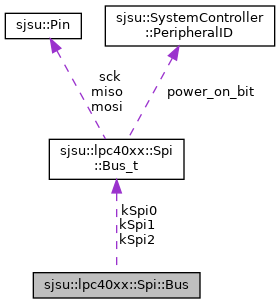 sjsu::Pin
sjsu::SystemController
::PeripheralID
sck
miso
mosi
power_on_bit
sjsu::lpc40xx::Spi
::Bus_t
kSpi0
kSpi1
kSpi2
sjsu::lpc40xx::Spi::Bus